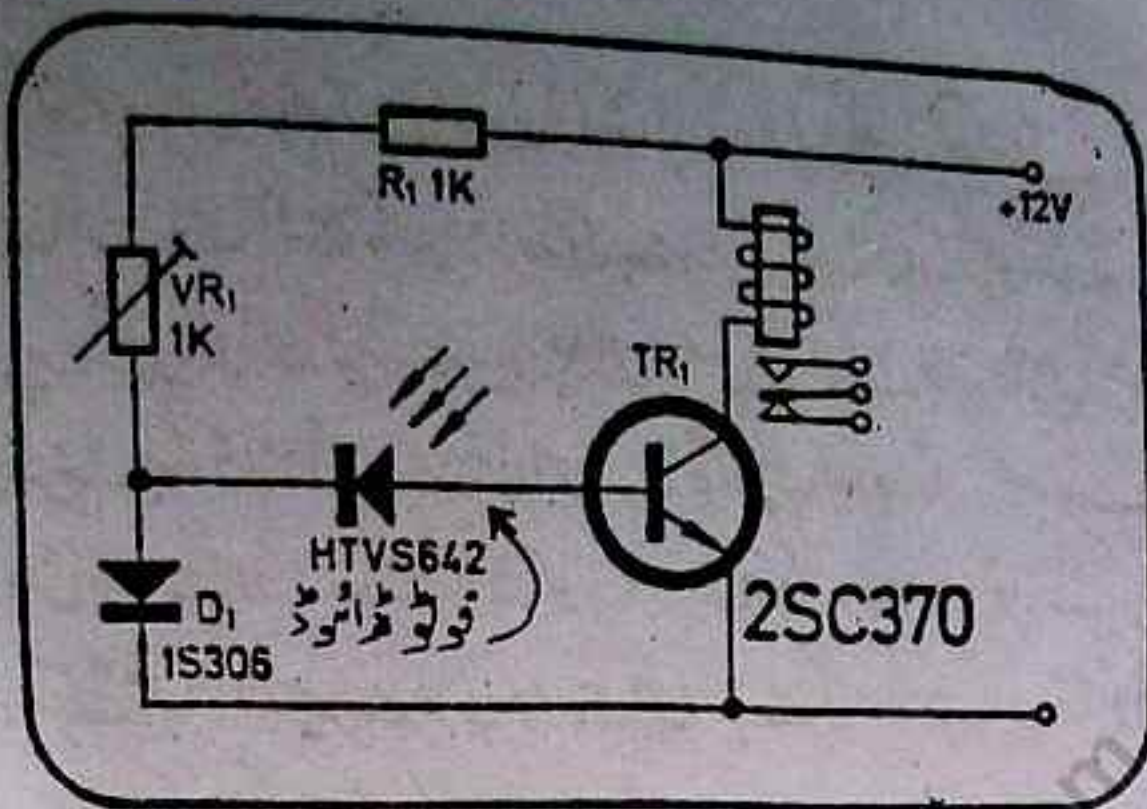 R₁ 1K
+12V
VR₁
1K
TR₁
HTVS642
فوٹو ڈائیوڈ
D₁
1S306
2SC370
m